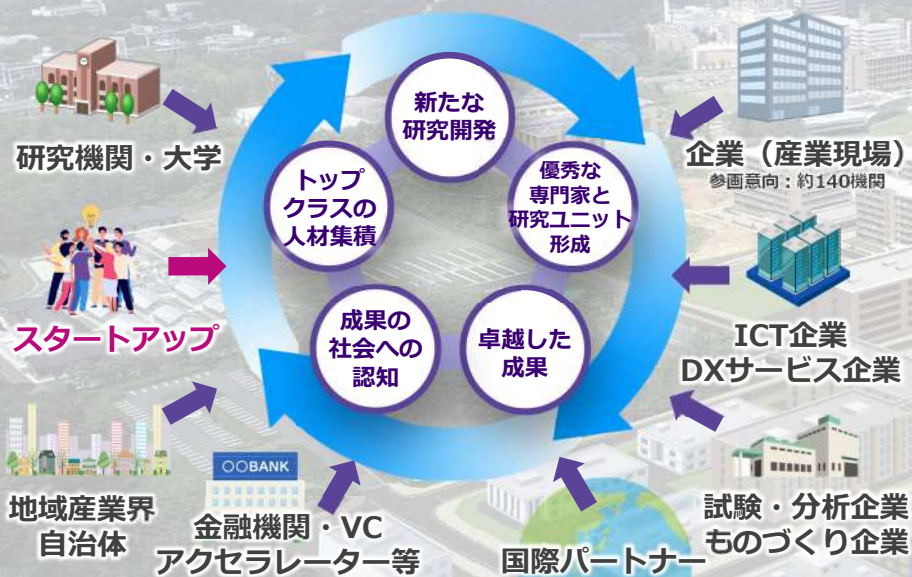 新たな
研究開発
優秀な
専門家と
研究ユニット
形成
卓越した
成果
成果の
社会への
認知
トップ
クラスの
人材集積
研究機関・大学
スタートアップ
地域産業界
自治体
○○BANK
金融機関・VC
アクセラレーター等
国際パートナー
試験・分析企業
ものづくり企業
ICT企業
DXサービス企業
企業（産業現場）
参画意向：約140機関